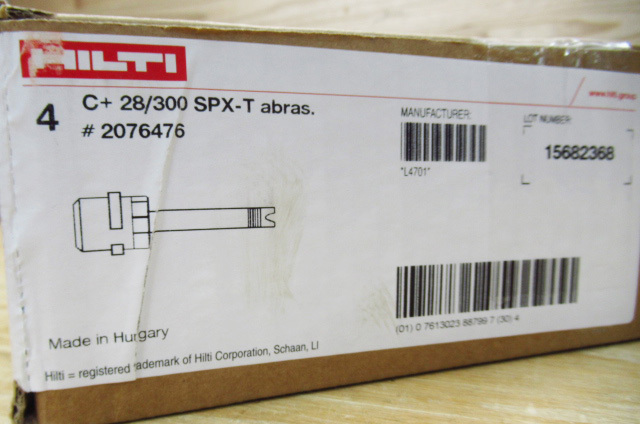 HILTI
www.hilti.group
4
C+ 28/300 SPX-T abras.
# 2076476
MANUFACTURER:
"L4701"
LOT NUMBER:
15682368
(01) 0 7613023 88799 7 (30) 4
Made in Hungary
Hilti = registered trademark of Hilti Corporation, Schaan, LI